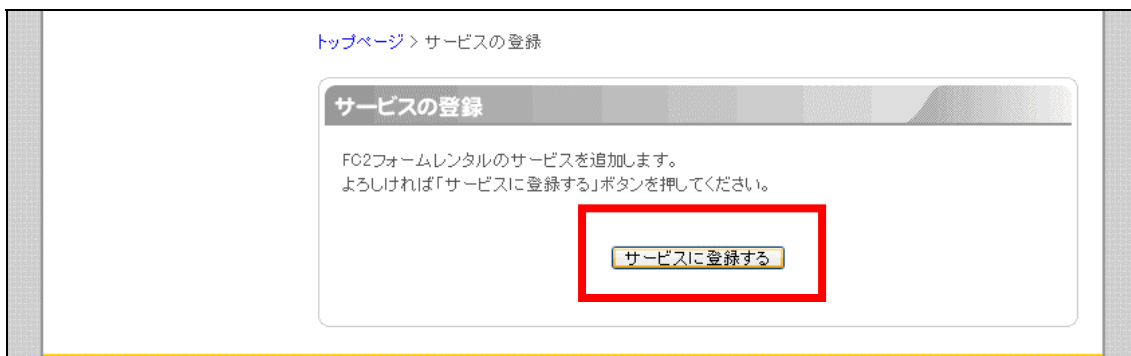 トップページ > サービスの登録
サービスの登録
FC2フォームレンタルのサービスを追加します。
よろしければ「サービスに登録する」ボタンを押してください。
サービスに登録する